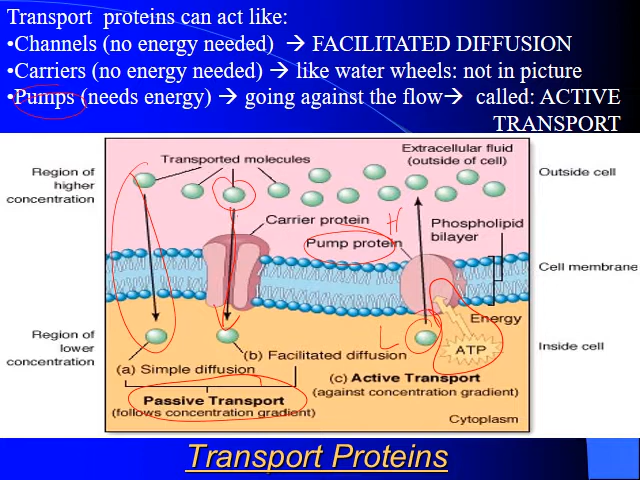 Transport proteins can act like:
•Channels (no energy needed) → FACILITATED DIFFUSION
•Carriers (no energy needed) → like water wheels: not in picture
•Pumps (needs energy) → going against the flow→ called: ACTIVE
TRANSPORT
Region of
higher
concentration
Transported molecules
Extracellular fluid
(outside of cell)
Outside cell
Carrier protein
H
Pump protein
Phospholipid
bilayer
Cell membrane
Region of
lower
concentration
L
Energy
ATP
Inside cell
(b) Facilitated diffusion
(a) Simple diffusion
(c) Active Transport
(against concentration gradient)
Passive Transport
(follows concentration gradient)
Cytoplasm
Transport Proteins